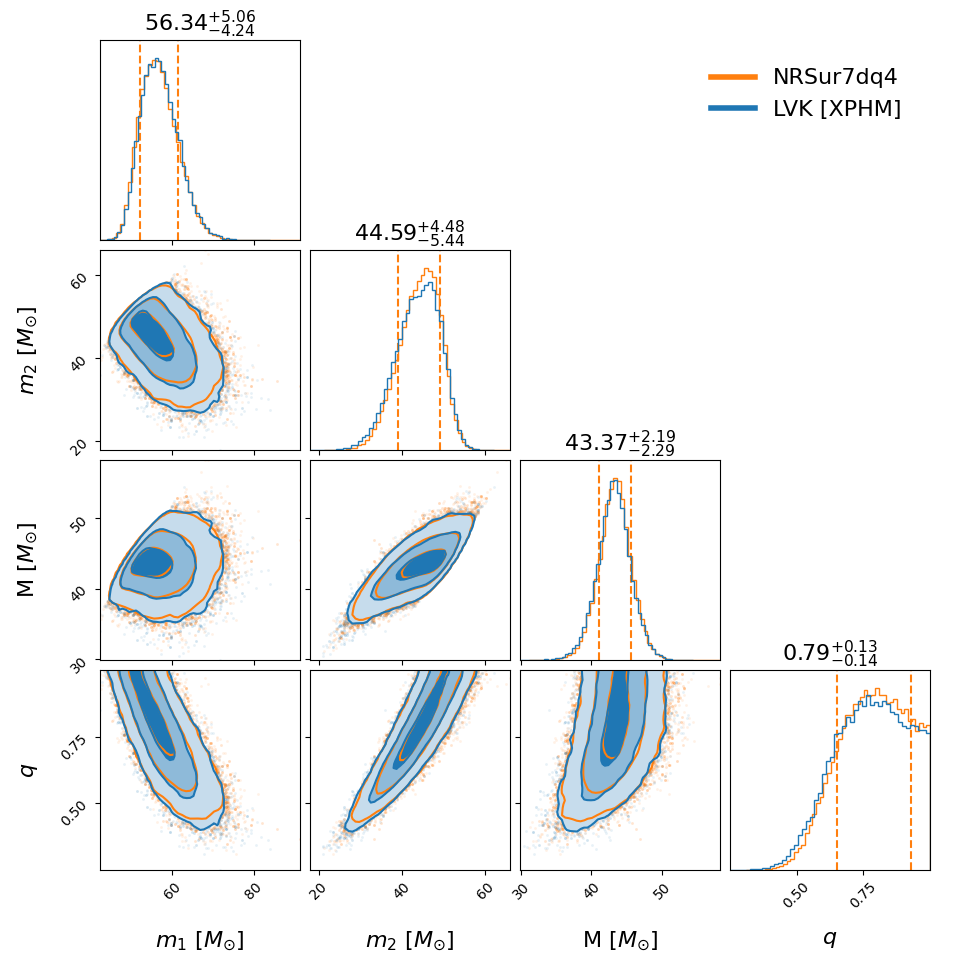 56.34+5.06−4.24
NRSur7dq4
LVK [XPHM]
44.59+4.48−5.44
m2 [M⊙]
60
40
20
43.37+2.19−2.29
M [M⊙]
50
40
30
0.79+0.13−0.14
q
0.75
0.50
60 80
20 40 60
30 40 50
0.50 0.75
m1 [M⊙] m2 [M⊙] M [M⊙] q